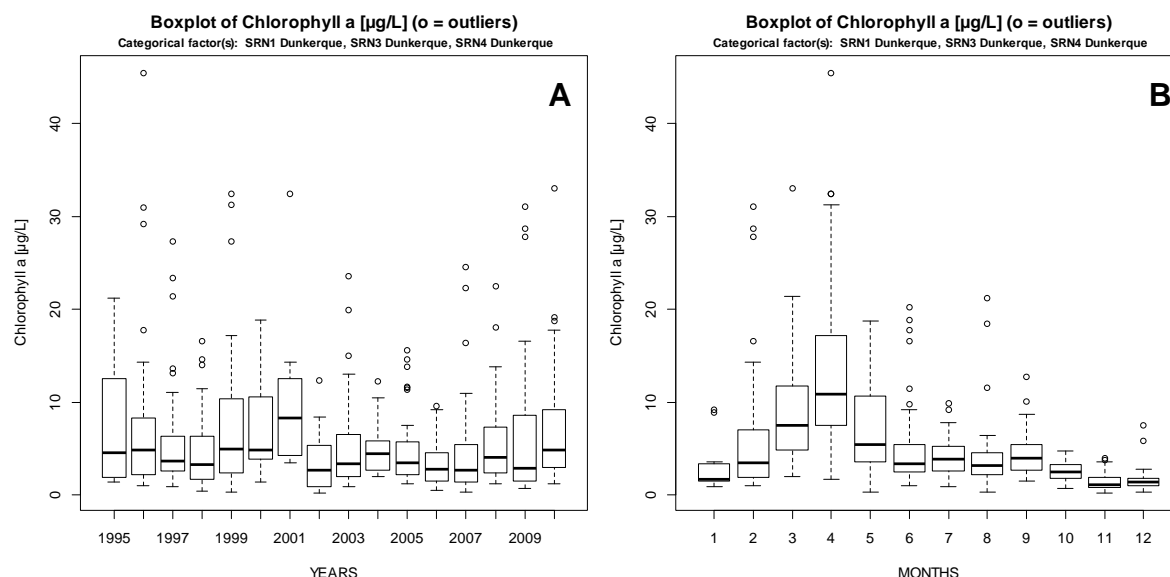 Boxplot of Chlorophyll a [µg/L] (o = outliers)
Categorical factor(s): SRN1 Dunkerque, SRN3 Dunkerque, SRN4 Dunkerque
A
Chlorophyll a [µg/L]
40
30
20
10
0
1995 1997 1999 2001 2003 2005 2007 2009
YEARS
Boxplot of Chlorophyll a [µg/L] (o = outliers)
Categorical factor(s): SRN1 Dunkerque, SRN3 Dunkerque, SRN4 Dunkerque
B
Chlorophyll a [µg/L]
40
30
20
10
0
1 2 3 4 5 6 7 8 9 10 11 12
MONTHS